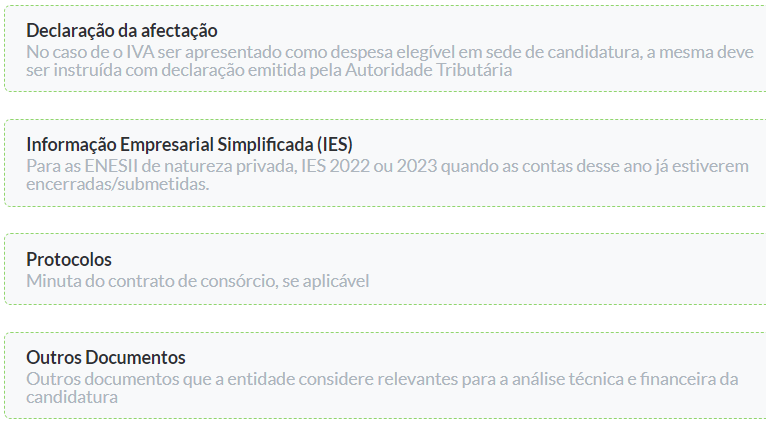 Declaração da afectação
No caso de o IVA ser apresentado como despesa elegível em sede de candidatura, a mesma deve
ser instruída com declaração emitida pela Autoridade Tributária
Informação Empresarial Simplificada (IES)
Para as ENESII de natureza privada, IES 2022 ou 2023 quando as contas desse ano já estiverem
encerradas/submetidas.
Protocolos
Minuta do contrato de consórcio, se aplicável
Outros Documentos
Outros documentos que a entidade considere relevantes para a análise técnica e financeira da
candidatura